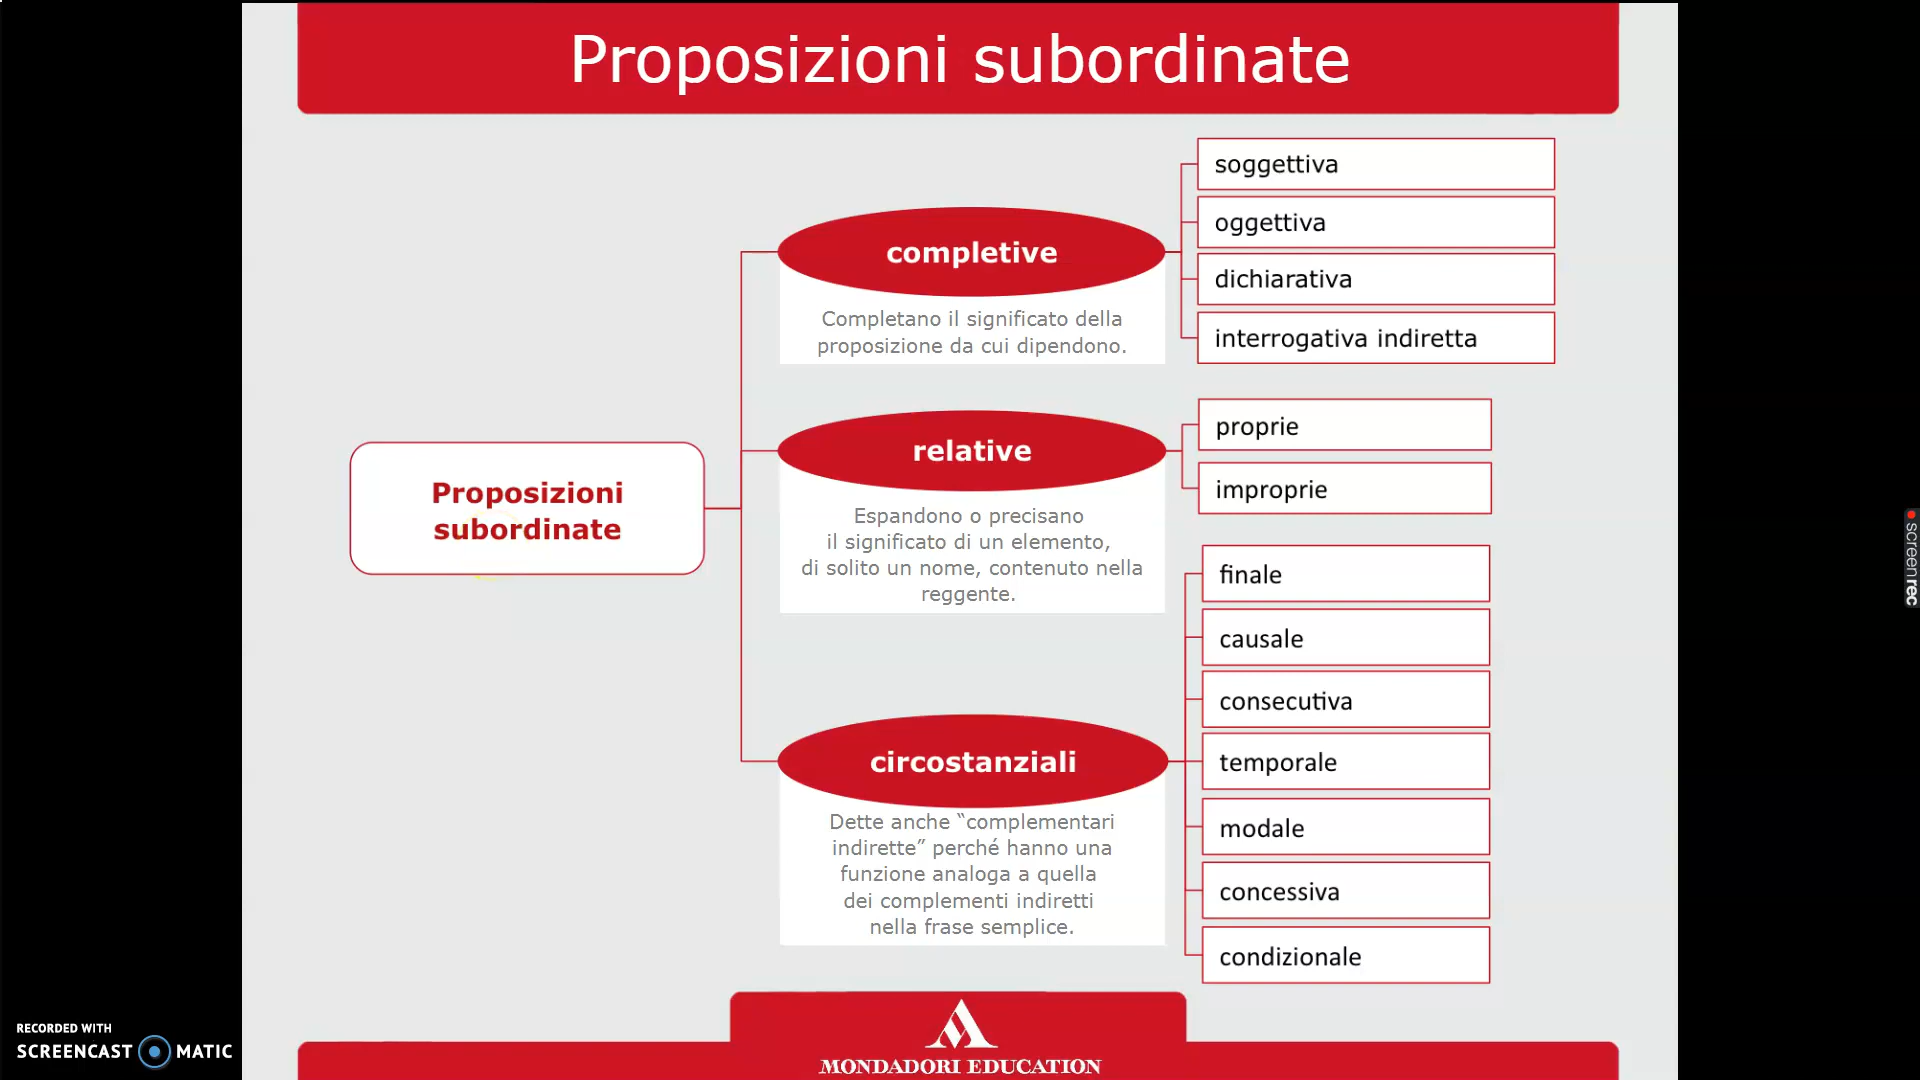 Proposizioni subordinate
Proposizioni
subordinate
completive
Completano il significato della
proposizione da cui dipendono.
soggettiva
oggettiva
dichiarativa
interrogativa indiretta
relative
Espandono o precisano
il significato di un elemento,
di solito un nome, contenuto nella
reggente.
proprie
improprie
circostanziali
Dette anche “complementari
indirette” perché hanno una
funzione analoga a quella
dei complementi indiretti
nella frase semplice.
finale
causale
consecutiva
temporale
modale
concessiva
condizionale
MONDADORI EDUCATION
RECORDED WITH
SCREENCAST MATIC
screenrec